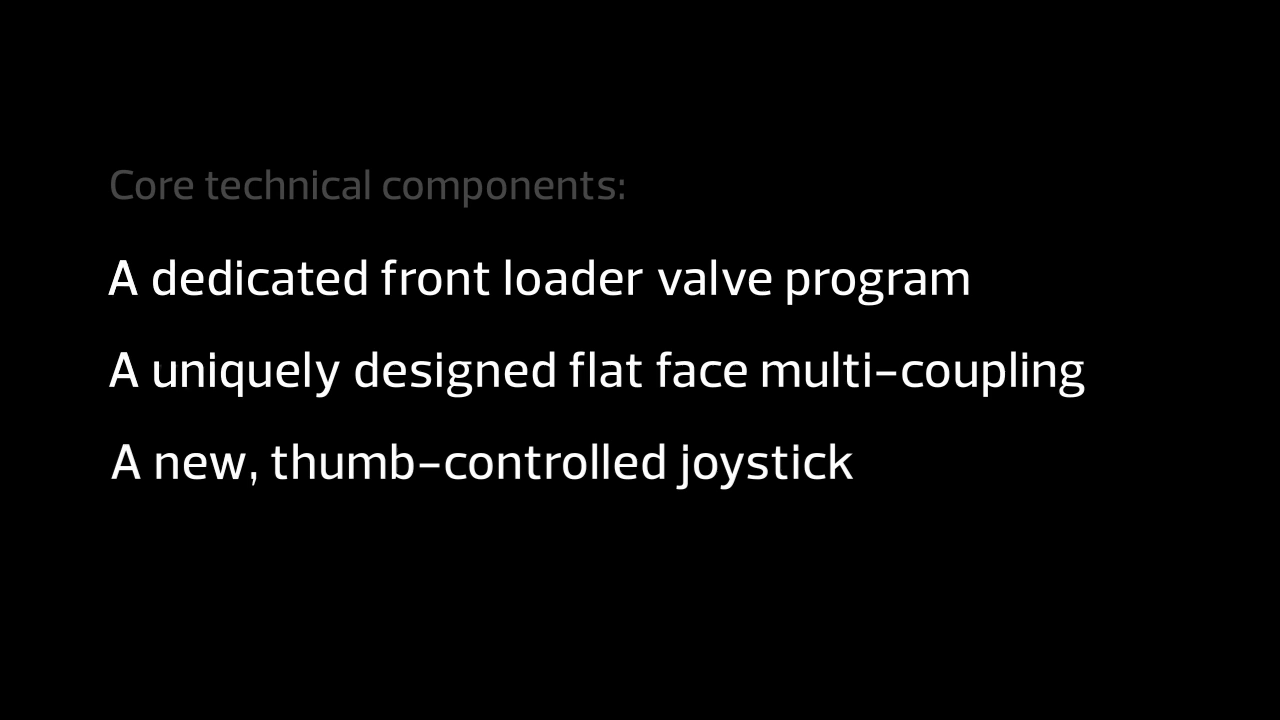 Core technical components:
A dedicated front loader valve program
A uniquely designed flat face multi-coupling
A new, thumb-controlled joystick